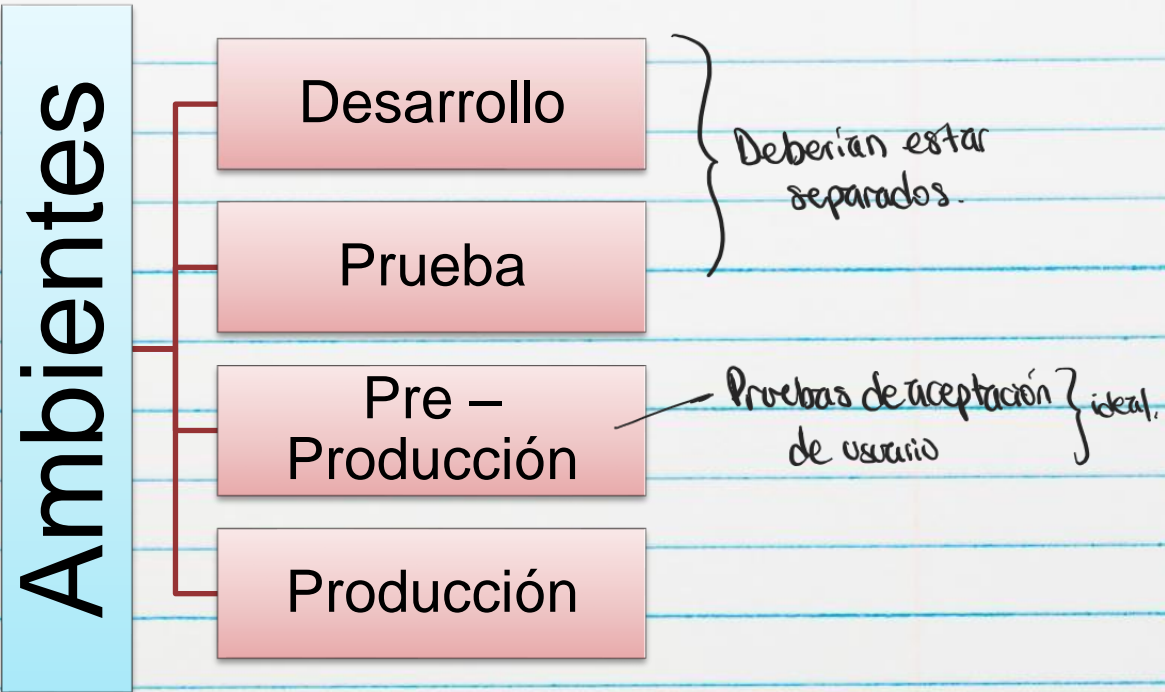 Ambientes
Desarrollo
Deberían estar
separados.
Prueba
Pre –
Producción
Pruebas de aceptación
de usuario
ideal.
Producción